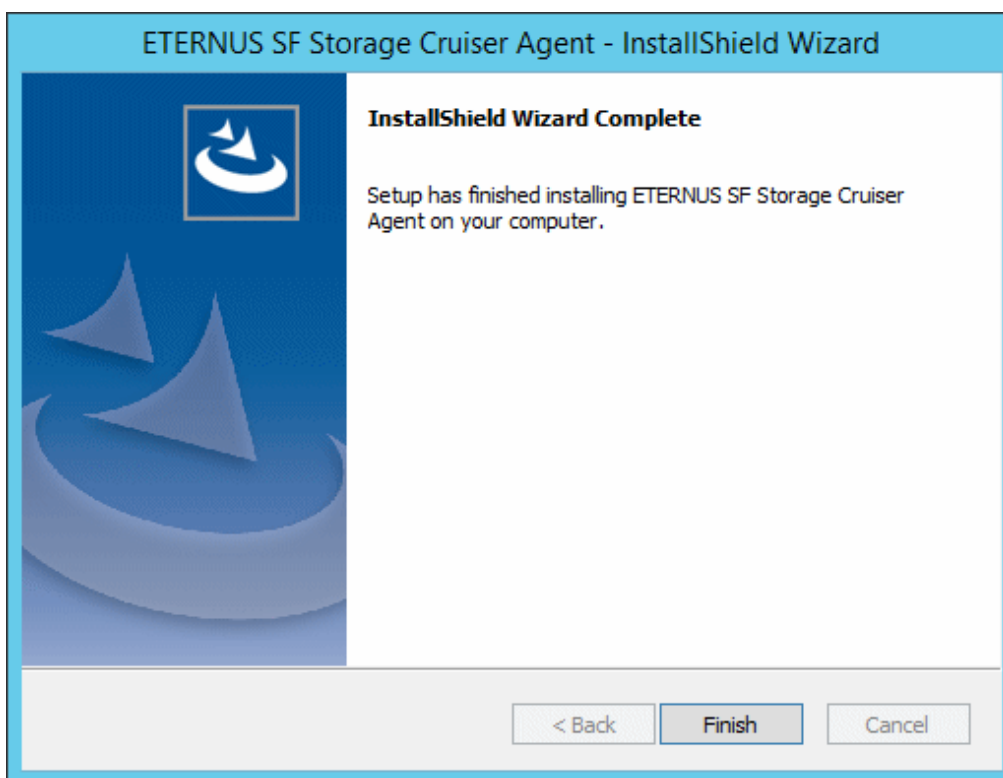 ETERNUS SF Storage Cruiser Agent - InstallShield Wizard
InstallShield Wizard Complete
Setup has finished installing ETERNUS SF Storage Cruiser
Agent on your computer.
< Back
Finish
Cancel